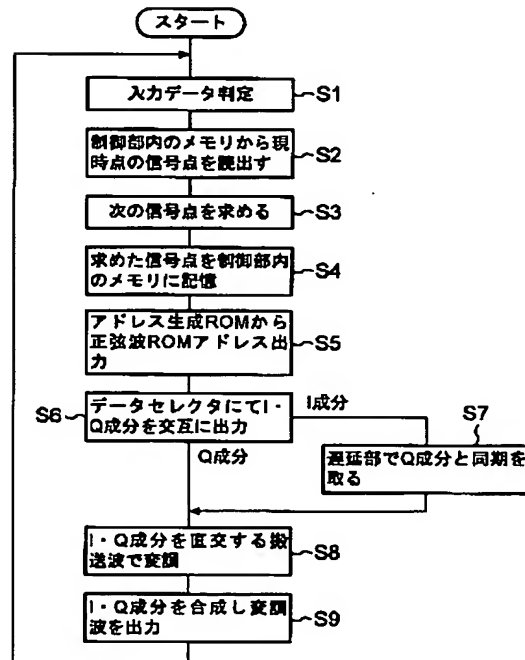 スタート
入力データ判定
S1
制御部内のメモリから現
時点の信号点を読出す
S2
次の信号点を求める
S3
求めた信号点を制御部内
のメモリに記憶
S4
アドレス生成ROMから
正弦波ROMアドレス出
力
S5
S6
データセレクタにてI・
Q成分を交互に出力
I成分
Q成分
S7
遅延部でQ成分と同期を
取る
I・Q成分を直交する搬
送波で変調
S8
I・Q成分を合成し変調
波を出力
S9